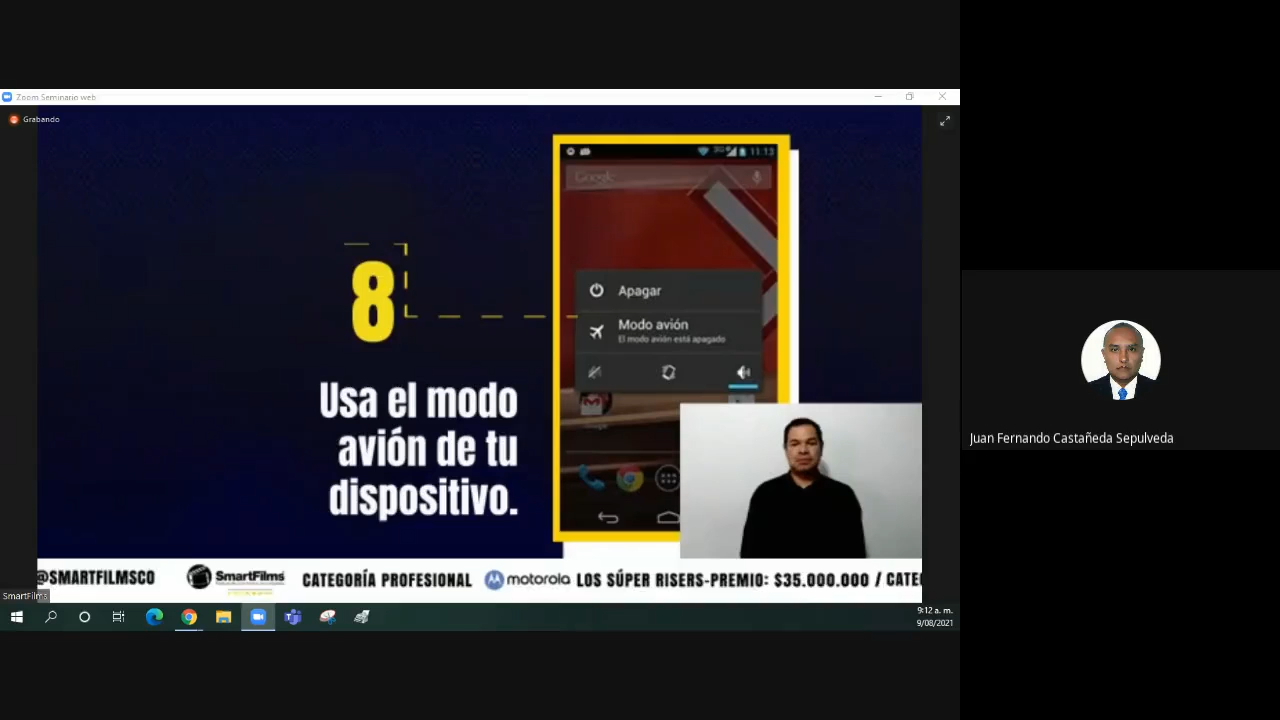 Zoom Seminario web
Grabando
11:13
Google
8
Apagar
Modo avión
El modo avión está apagado
Usa el modo
avión de tu
dispositivo.
@SMARTFILMSCO
SmartFilms
CATEGORÍA PROFESIONAL
motorola
LOS SÚPER RISERS-PREMIO: $35.000.000 / CATE
SmartFilms
9:12 a. m.
9/08/2021
Juan Fernando Castañeda Sepulveda